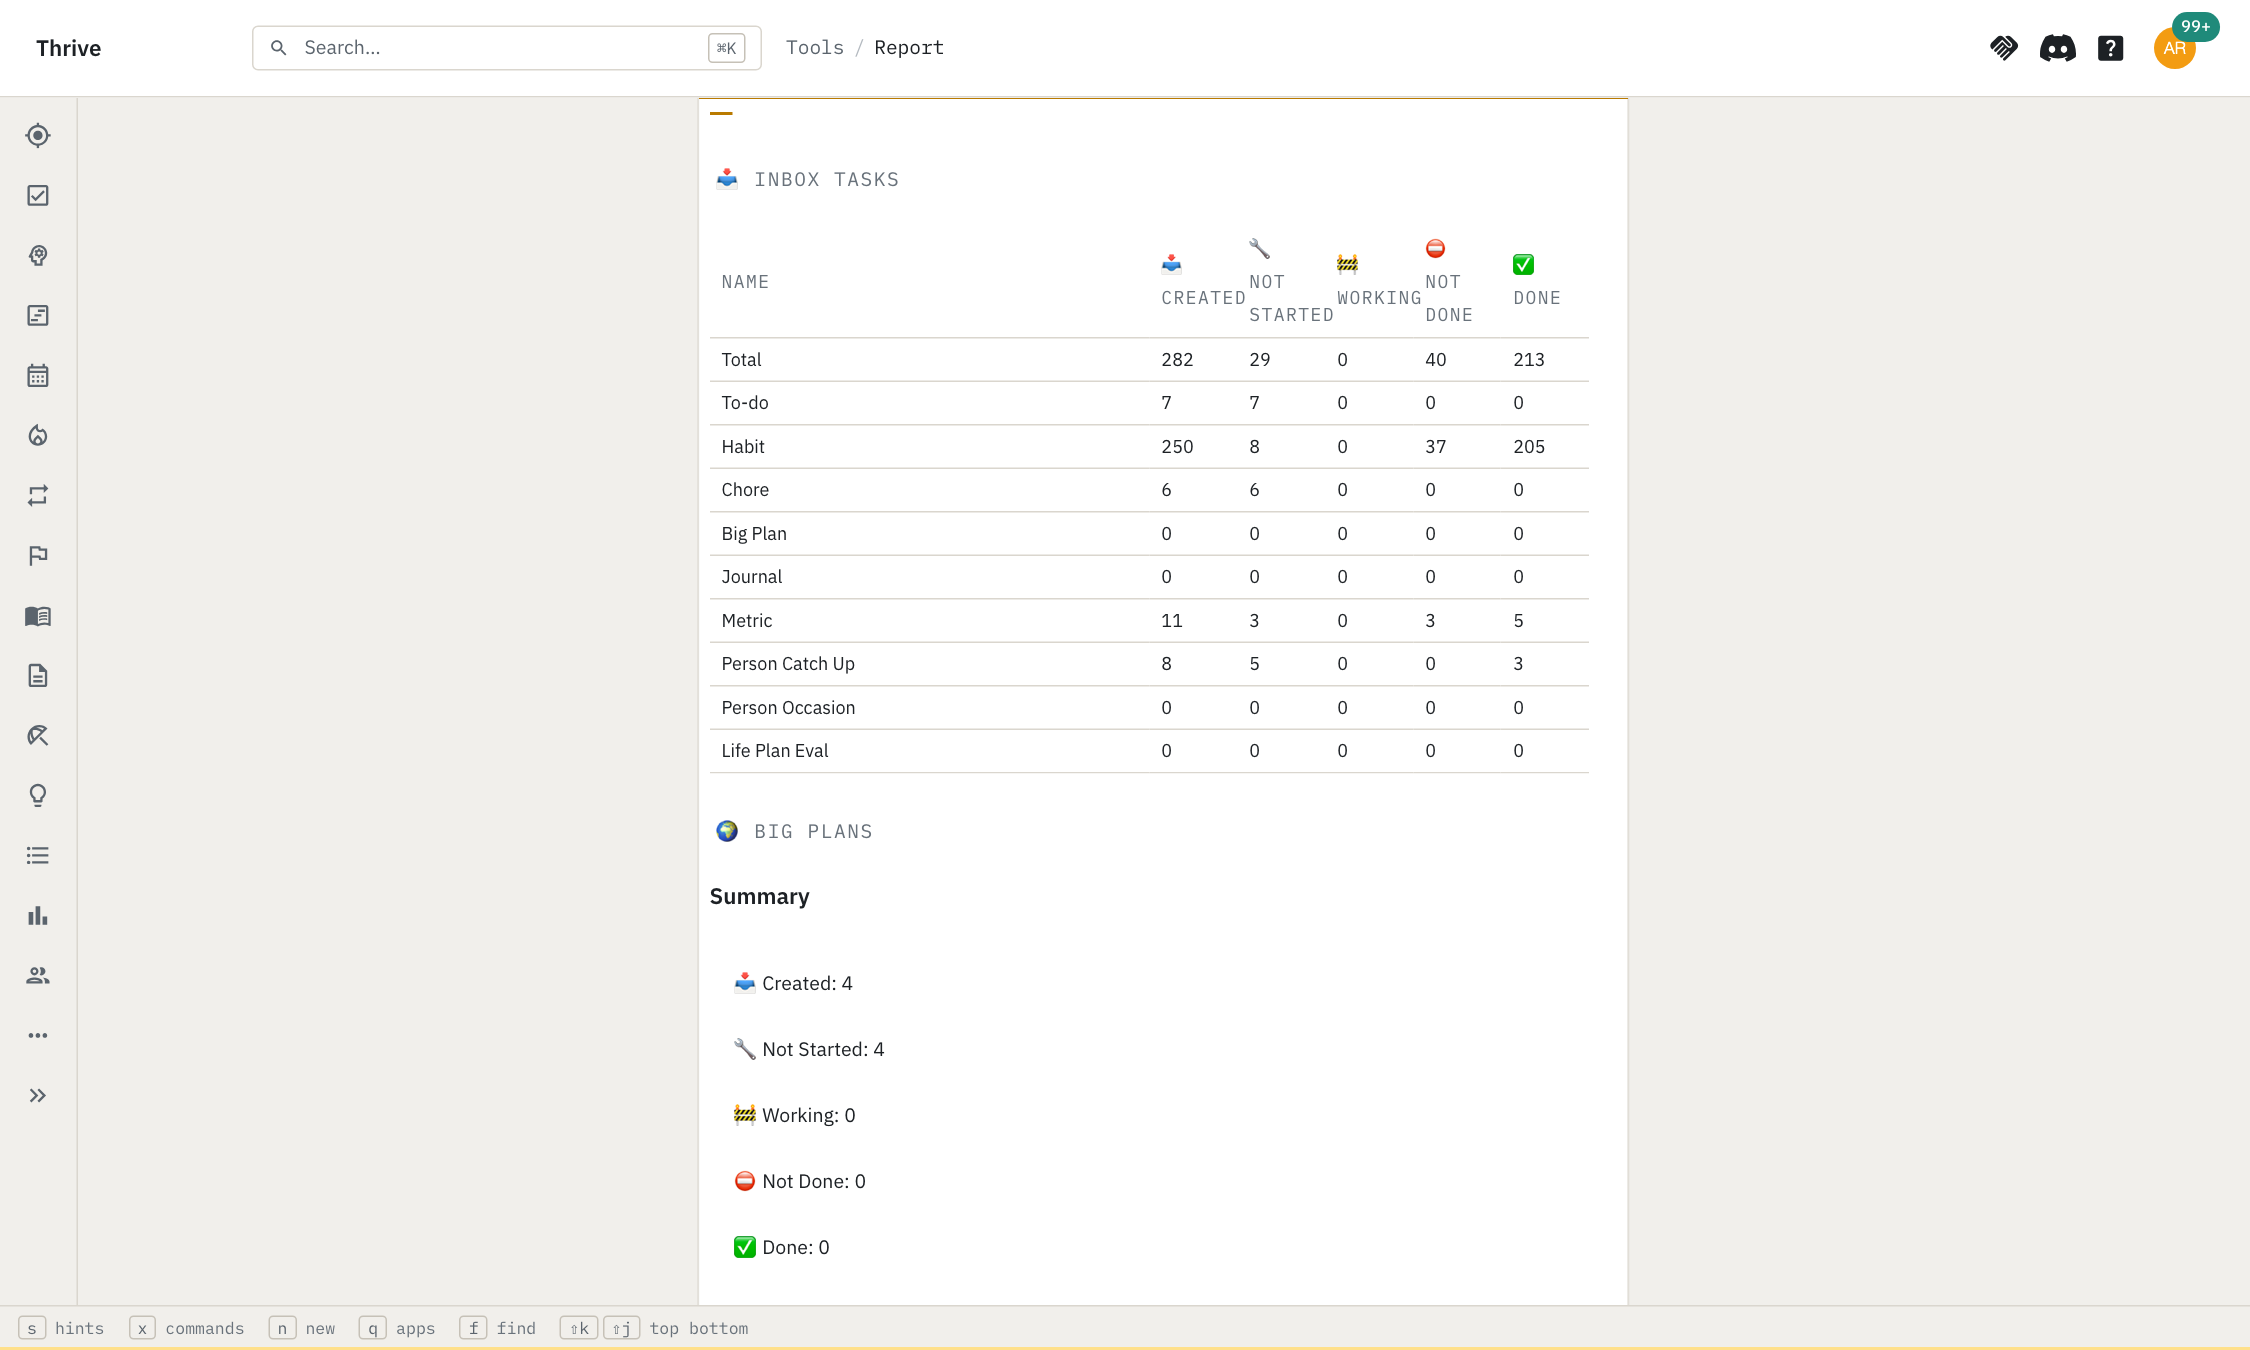 Thrive
Search...
⌘K
Tools / Report
99+
AR
INBOX TASKS
NAME CREATED NOT STARTED WORKING NOT DONE DONE
Total 282 29 0 40 213
To-do 7 7 0 0 0
Habit 250 8 0 37 205
Chore 6 6 0 0 0
Big Plan 0 0 0 0 0
Journal 0 0 0 0 0
Metric 11 3 0 3 5
Person Catch Up 8 5 0 0 3
Person Occasion 0 0 0 0 0
Life Plan Eval 0 0 0 0 0
BIG PLANS
Summary
Created: 4
Not Started: 4
Working: 0
Not Done: 0
Done: 0
s hints x commands n new q apps f find ⇧k ⇧j top bottom